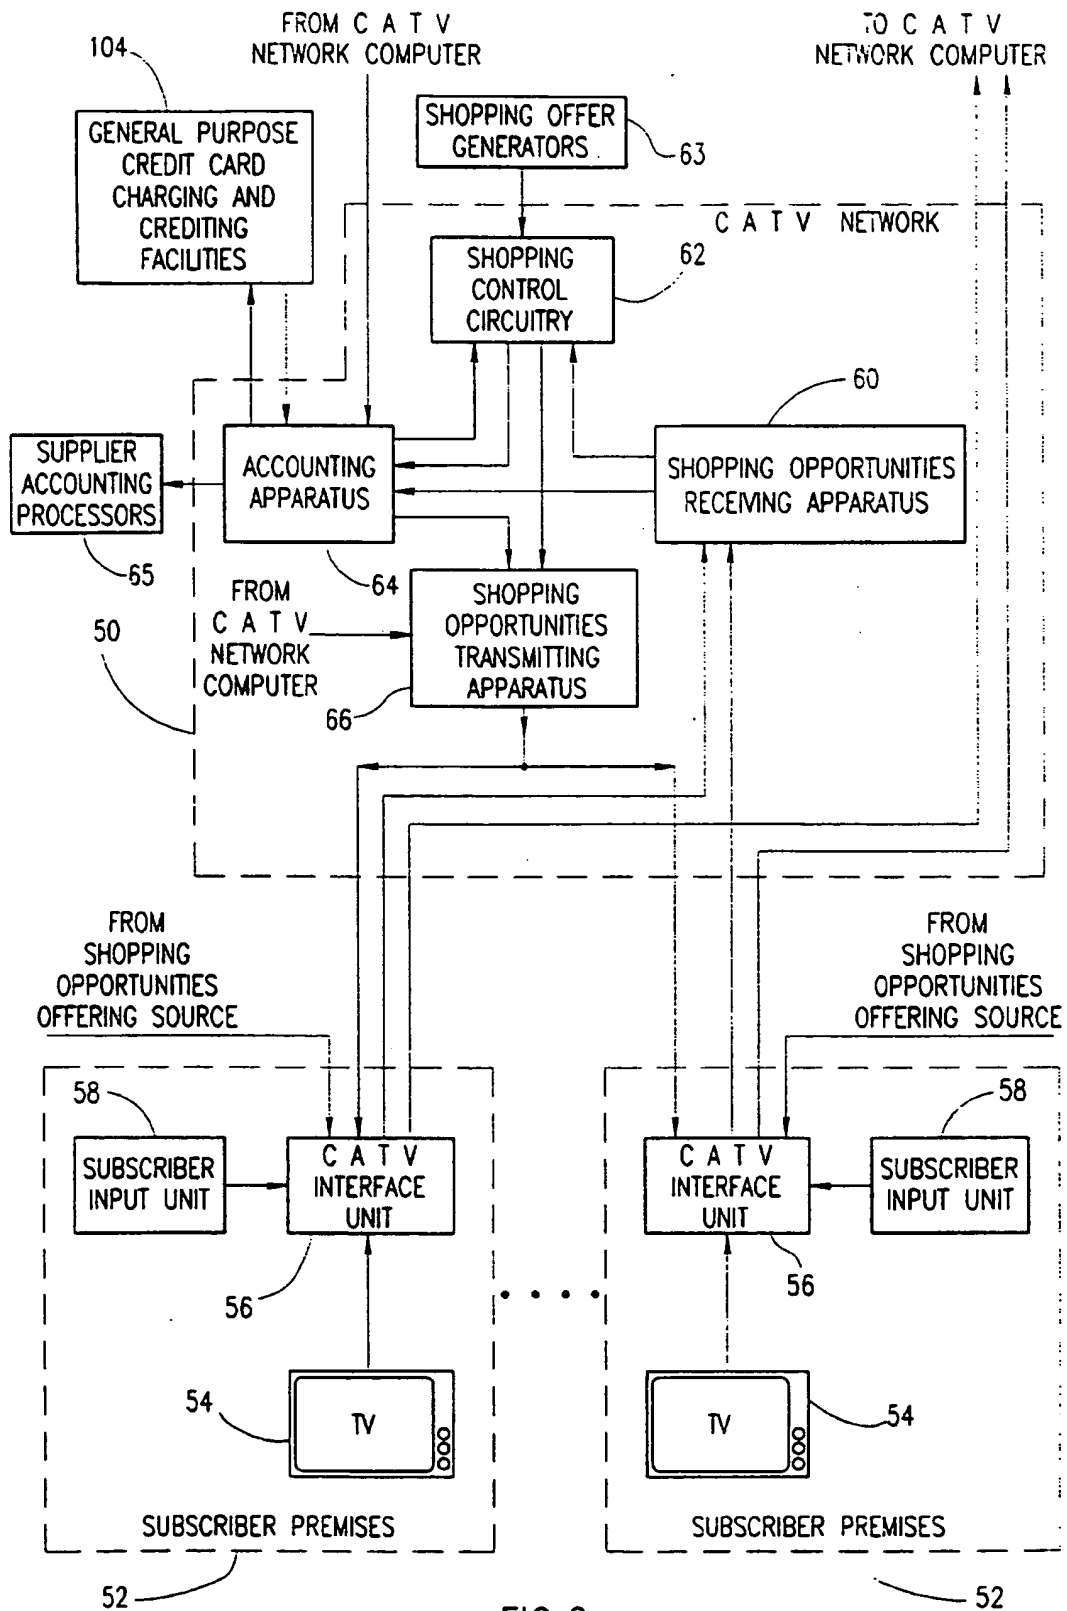 FROM C A T V
NETWORK COMPUTER
TO C A T V
NETWORK COMPUTER
104
GENERAL PURPOSE
CREDIT CARD
CHARGING AND
CREDITING
FACILITIES
SHOPPING OFFER
GENERATORS
63
C A T V NETWORK
SHOPPING
CONTROL
CIRCUITRY
62
60
SUPPLIER
ACCOUNTING
PROCESSORS
65
ACCOUNTING
APPARATUS
64
SHOPPING OPPORTUNITIES
RECEIVING APPARATUS
50
FROM
C A T V
NETWORK
COMPUTER
SHOPPING
OPPORTUNITIES
TRANSMITTING
APPARATUS
66
FROM
SHOPPING
OPPORTUNITIES
OFFERING SOURCE
FROM
SHOPPING
OPPORTUNITIES
OFFERING SOURCE
58
SUBSCRIBER
INPUT UNIT
C A T V
INTERFACE
UNIT
56
C A T V
INTERFACE
UNIT
56
58
SUBSCRIBER
INPUT UNIT
54
TV
TV
54
SUBSCRIBER PREMISES
SUBSCRIBER PREMISES
52
52